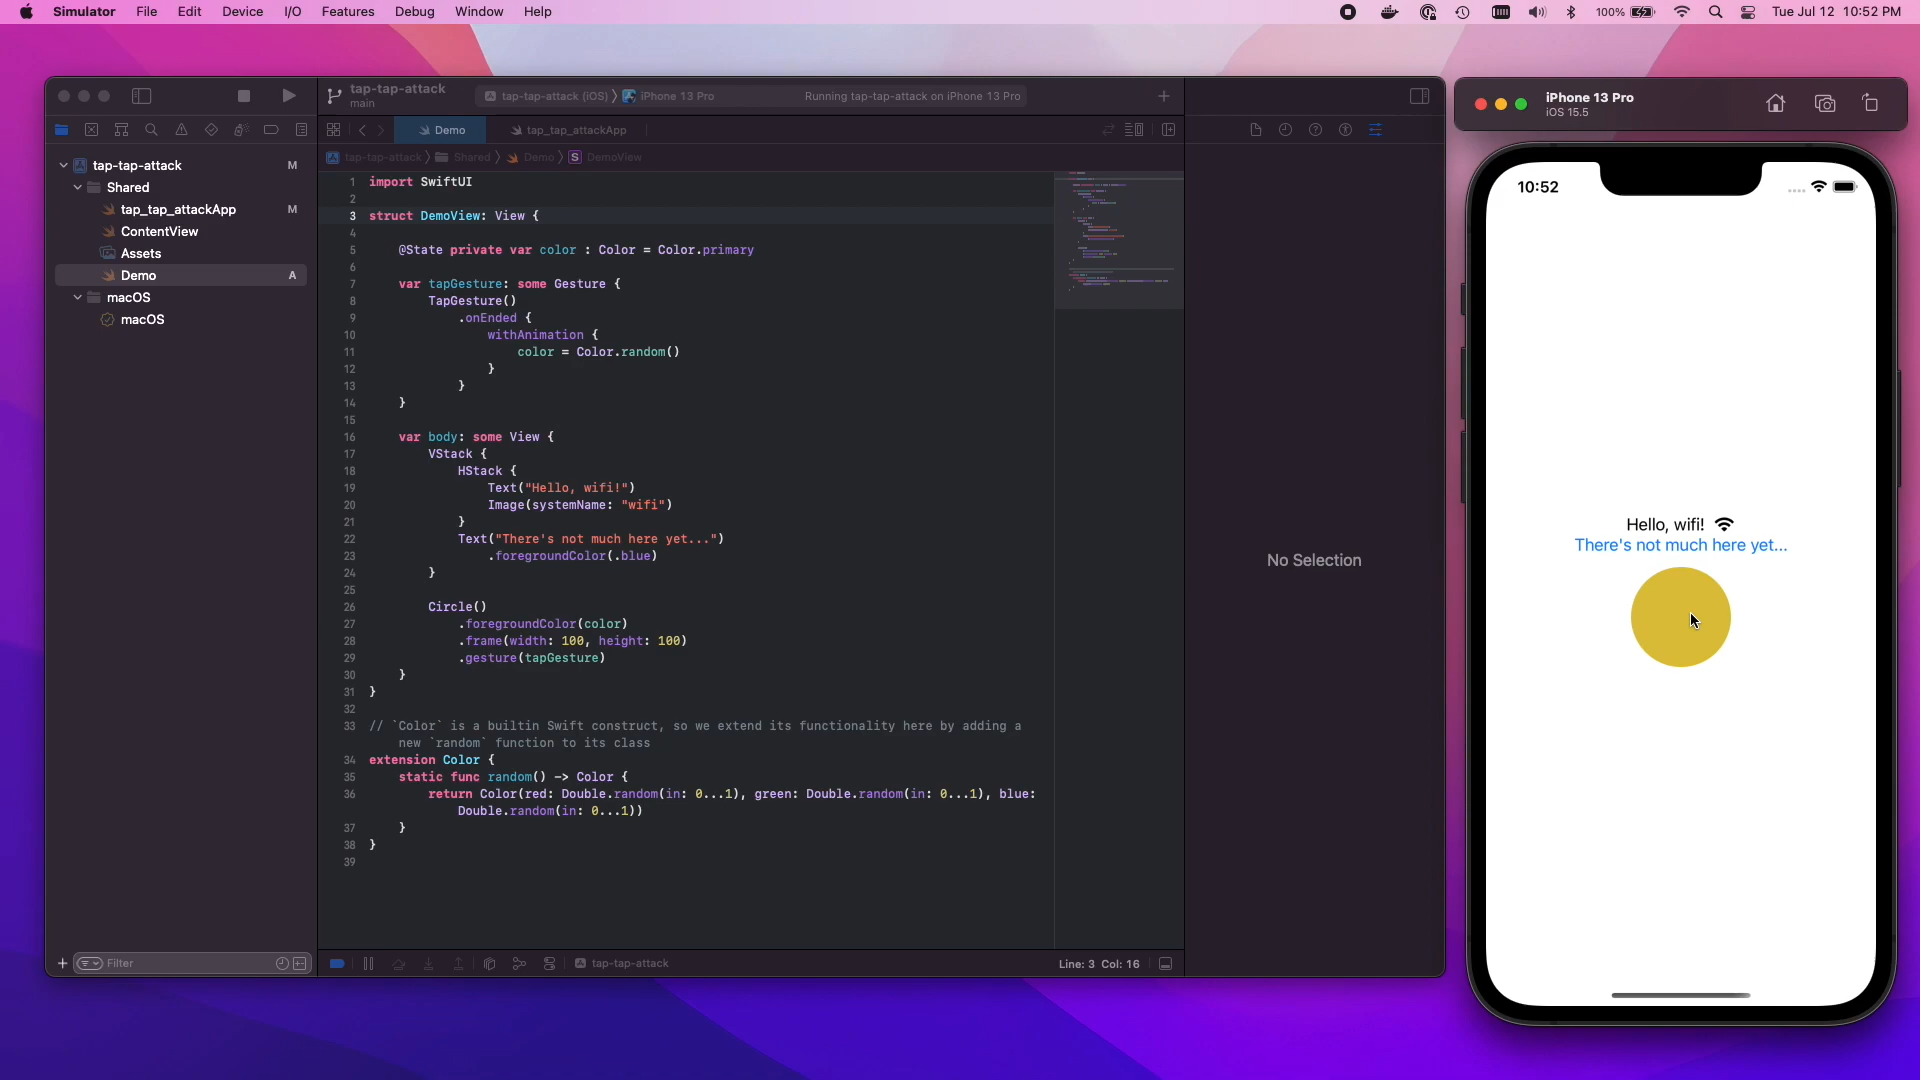 Simulator File Edit Device I/O Features Debug Window Help
100% Tue Jul 12 10:52 PM
tap-tap-attack
main
tap-tap-attack (iOS) iPhone 13 Pro
Running tap-tap-attack on iPhone 13 Pro
Demo
tap_tap_attackApp
tap-tap-attack Shared Demo S DemoView
tap-tap-attack M
Shared
tap_tap_attackApp M
ContentView
Assets
Demo A
macOS
macOS
Filter
1 import SwiftUI
2
3 struct DemoView: View {
4
5 @State private var color : Color = Color.primary
6
7 var tapGesture: some Gesture {
8 TapGesture()
9 .onEnded {
10 withAnimation {
11 color = Color.random()
12 }
13 }
14 }
15
16 var body: some View {
17 VStack {
18 HStack {
19 Text("Hello, wifi!")
20 Image(systemName: "wifi")
21 }
22 Text("There's not much here yet...")
23 .foregroundColor(.blue)
24 }
25
26 Circle()
27 .foregroundColor(color)
28 .frame(width: 100, height: 100)
29 .gesture(tapGesture)
30 }
31 }
32
33 // `Color` is a builtin Swift construct, so we extend its functionality here by adding a
new `random` function to its class
34 extension Color {
35 static func random() -> Color {
36 return Color(red: Double.random(in: 0...1), green: Double.random(in: 0...1), blue:
Double.random(in: 0...1))
37 }
38 }
39
tap-tap-attack
Line: 3 Col: 16
No Selection
iPhone 13 Pro
iOS 15.5
10:52
Hello, wifi!
There's not much here yet...